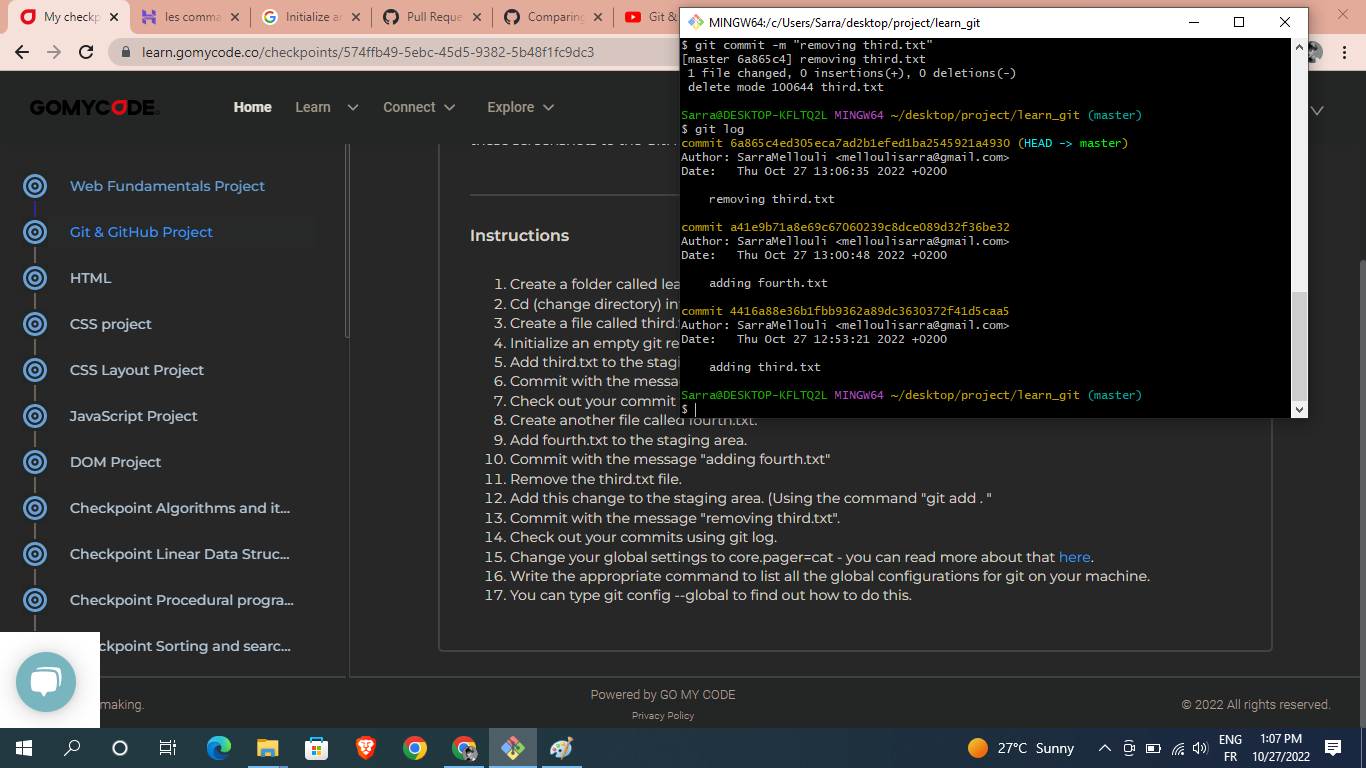 My checkp
les comma
Initialize an
Pull Reque
Comparing
Git &
learn.gomycode.co/checkpoints/574ffb49-5ebc-45d5-9382-5b48f1fc9dc3
GOMYCODE
Home
Learn
Connect
Explore
Web Fundamentals Project
Git & GitHub Project
HTML
CSS project
CSS Layout Project
JavaScript Project
DOM Project
Checkpoint Algorithms and it...
Checkpoint Linear Data Struc...
Checkpoint Procedural progra...
ckpoint Sorting and searc...
Instructions
1. Create a folder called lea
2. Cd (change directory) in
3. Create a file called third.
4. Initialize an empty git re
5. Add third.txt to the stagi
6. Commit with the messa
7. Check out your commit
8. Create another file called fourth.txt.
9. Add fourth.txt to the staging area.
10. Commit with the message "adding fourth.txt"
11. Remove the third.txt file.
12. Add this change to the staging area. (Using the command "git add . "
13. Commit with the message "removing third.txt".
14. Check out your commits using git log.
15. Change your global settings to core.pager=cat - you can read more about that here.
16. Write the appropriate command to list all the global configurations for git on your machine.
17. You can type git config --global to find out how to do this.
MINGW64:/c/Users/Sarra/desktop/project/learn_git
$ git commit -m "removing third.txt"
[master 6a865c4] removing third.txt
1 file changed, 0 insertions(+), 0 deletions(-)
delete mode 100644 third.txt
Sarra@DESKTOP-KFLTQ2L MINGW64 ~/desktop/project/learn_git (master)
$ git log
commit 6a865c4ed305eca7ad2b1efed1ba2545921a4930 (HEAD -> master)
Author: SarraMellouli <melloulisarra@gmail.com>
Date: Thu Oct 27 13:06:35 2022 +0200
removing third.txt
commit a41e9b71a8e69c67060239c8dce089d32f36be32
Author: SarraMellouli <melloulisarra@gmail.com>
Date: Thu Oct 27 13:00:48 2022 +0200
adding fourth.txt
commit 4416a88e36b1fbb9362a89dc3630372f41d5caa5
Author: SarraMellouli <melloulisarra@gmail.com>
Date: Thu Oct 27 12:53:21 2022 +0200
adding third.txt
Sarra@DESKTOP-KFLTQ2L MINGW64 ~/desktop/project/learn_git (master)
$
making.
Powered by GO MY CODE
Privacy Policy
© 2022 All rights reserved.
27°C Sunny
ENG
FR
1:07 PM
10/27/2022